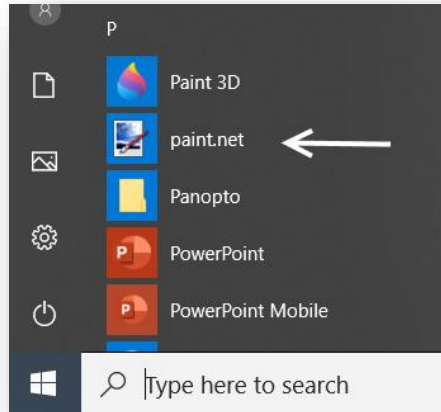 P
Paint 3D
paint.net
Panopto
PowerPoint
PowerPoint Mobile
Type here to search